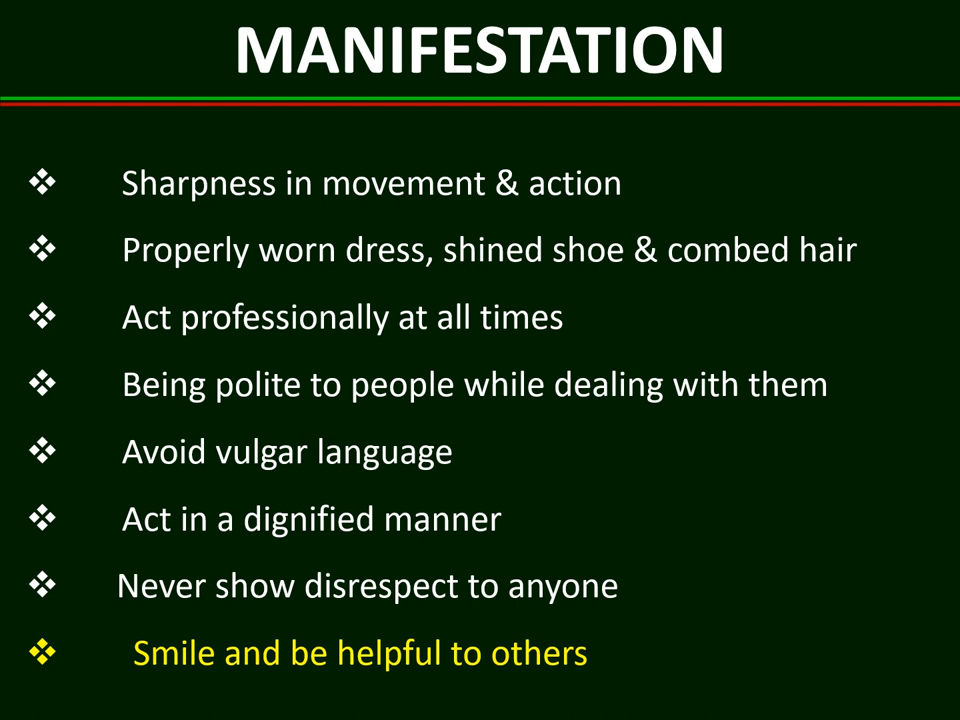 MANIFESTATION
❖ Sharpness in movement & action
❖ Properly worn dress, shined shoe & combed hair
❖ Act professionally at all times
❖ Being polite to people while dealing with them
❖ Avoid vulgar language
❖ Act in a dignified manner
❖ Never show disrespect to anyone
❖ Smile and be helpful to others